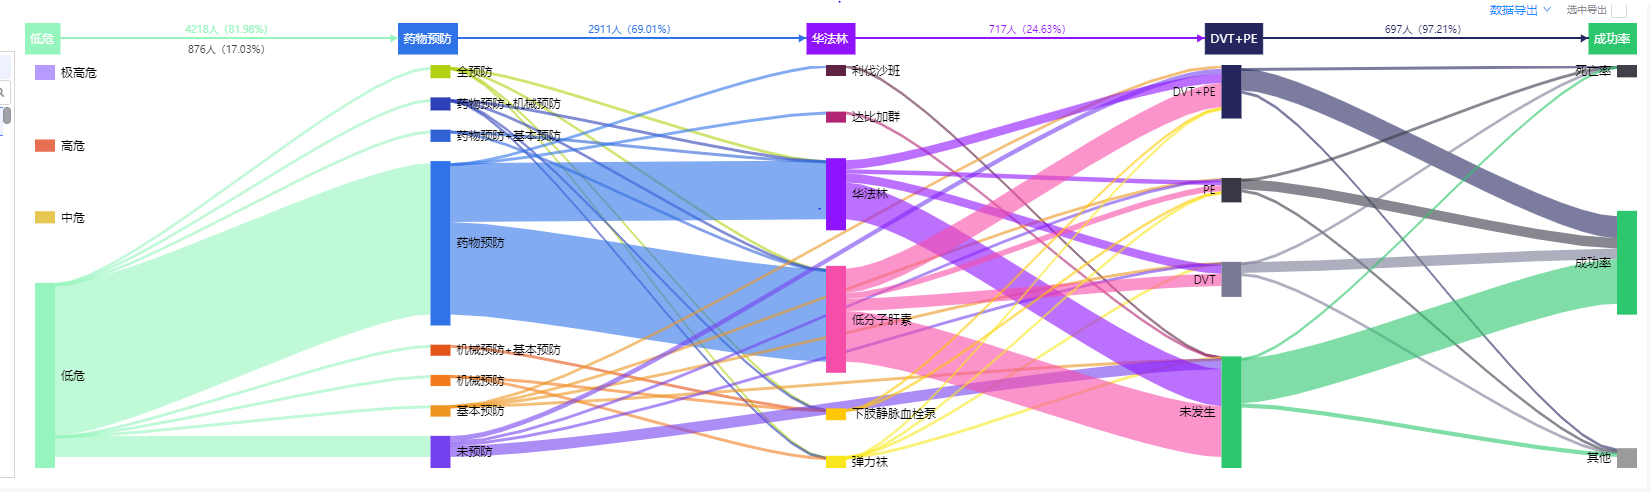 数据导出
选中导出
低危
4218人（81.98%）
876人（17.03%）
药物预防
2911人（69.01%）
华法林
717人（24.63%）
DVT+PE
697人（97.21%）
成功率
极高危
高危
中危
低危
全预防
药物预防+机械预防
药物预防+基本预防
药物预防
机械预防+基本预防
机械预防
基本预防
未预防
利伐沙班
达比加群
华法林
低分子肝素
下肢静脉血栓泵
弹力袜
DVT+PE
PE
DVT
未发生
死亡率
成功率
其他